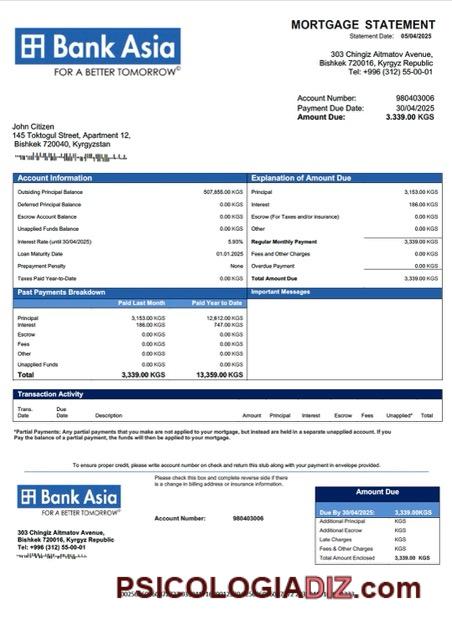 Bank Asia
FOR A BETTER TOMORROW©
MORTGAGE STATEMENT
Statement Date: 05/04/2025
303 Chingiz Aitmatov Avenue,
Bishkek 720016, Kyrgyz Republic
Tel: +996 (312) 55-00-01
Account Number: 980403006
Payment Due Date: 30/04/2025
Amount Due: 3.339.00 KGS
John Citizen
145 Toktogul Street, Apartment 12,
Bishkek 720040, Kyrgyzstan
Account Information
Outsiding Principal Balance 507,655.00 KGS
Deferred Principal Balance 0.00 KGS
Escrow Account Balance 0.00 KGS
Unapplied Funds Balance 0.00 KGS
Interest Rate (until 30/04/2025) 5.93%
Loan Maturity Date 01.01.2025
Prepayment Penalty None
Taxes Paid Year-to-Date 0.00 KGS
Explanation of Amount Due
Principal 3,153.00 KGS
Interest 186.00 KGS
Escrow (For Taxes and/or insurance) 0.00 KGS
Other 0.00 KGS
Regular Monthly Payment 3,339.00 KGS
Fees and Other Charges 0.00 KGS
Overdue Payment 0.00 KGS
Total Amount Due 3,339.00 KGS
Past Payments Breakdown
Paid Last Month Paid Year to Date
Principal 3,153.00 KGS 12,612.00 KGS
Interest 186.00 KGS 747.00 KGS
Escrow 0.00 KGS 0.00 KGS
Fees 0.00 KGS 0.00 KGS
Other 0.00 KGS 0.00 KGS
Unapplied Funds 0.00 KGS 0.00 KGS
Total 3,339.00 KGS 13,359.00 KGS
Important Messages
Transaction Activity
Trans. Date Due Date Description Amount Principal Interest Escrow Fees Unapplied* Total
*Partial Payments: Any partial payments that you make are not applied to your mortgage, but instead are held in a separate unapplied account. If you
Pay the balance of a partial payment, the funds will then be applied to your mortgage.
To ensure proper credit, please write account number on check and return this stub along with your payment in envelope provided.
Bank Asia
FOR A BETTER TOMORROW©
303 Chingiz Aitmatov Avenue,
Bishkek 720016, Kyrgyz Republic
Tel: +996 (312) 55-00-01
Please check this box and complete reverse side if there
is a change in billing address or insurance information.
Account Number: 980403006
Amount Due
Due By 30/04/2025: 3,339.00KGS
Additional Principal KGS
Additional Escrow KGS
Late Charges KGS
Fees & Other Charges KGS
Total Amount Enclosed 3,339.00 KGS
PSICOLOGIADIZ.com